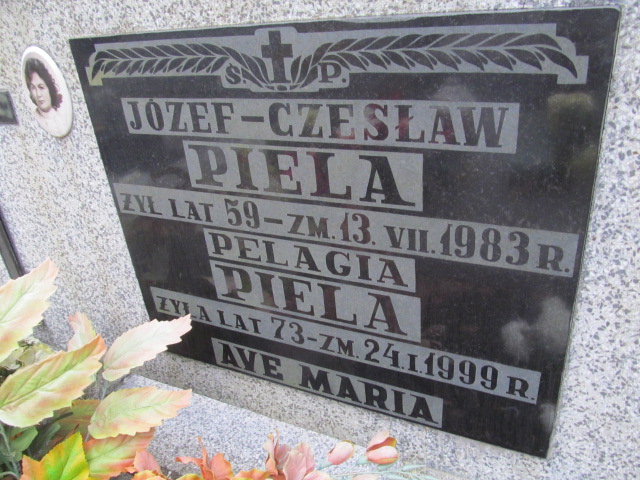 Ś. P.
JÓZEF-CZESŁAW
PIELA
ŻYŁ LAT 59-ZM. 13. VII. 1983 R.
PELAGIA
PIELA
ŻYŁA LAT 73-ZM. 24. I. 1999 R.
AVE MARIA